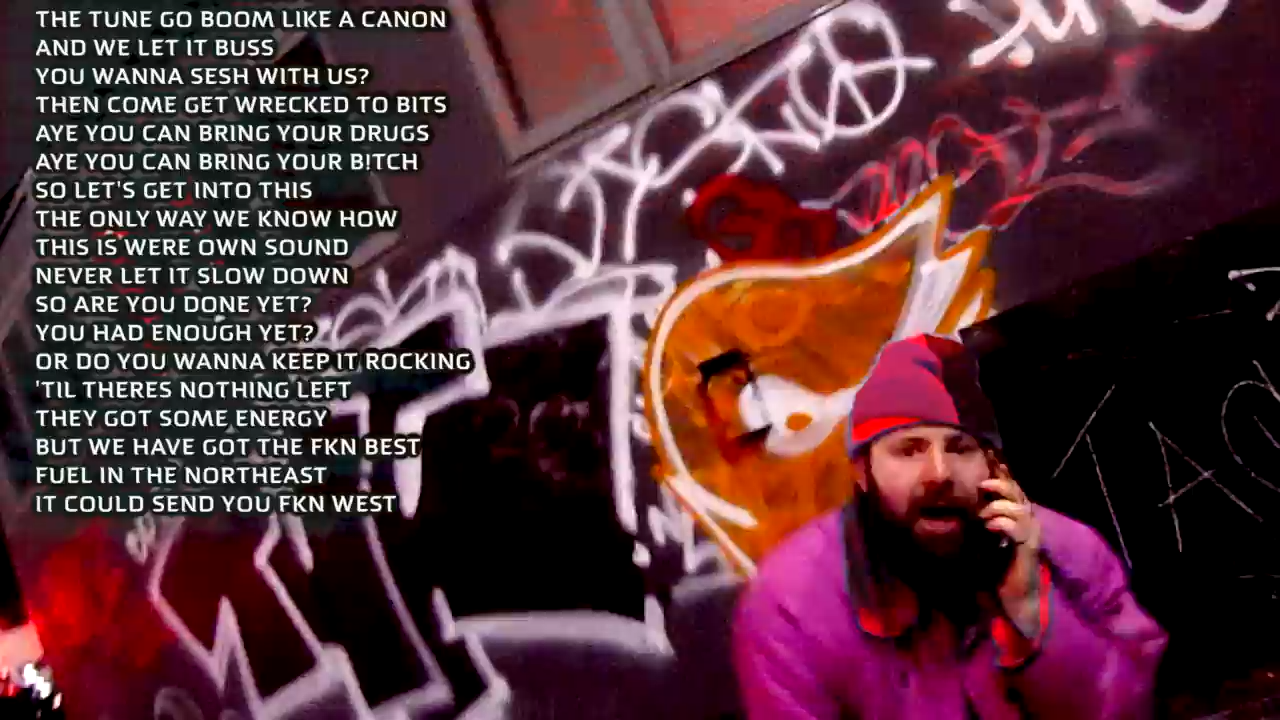 THE TUNE GO BOOM LIKE A CANON
AND WE LET IT BUSS
YOU WANNA SESH WITH US?
THEN COME GET WRECKED TO BITS
AYE YOU CAN BRING YOUR DRUGS
AYE YOU CAN BRING YOUR B!TCH
SO LET'S GET INTO THIS
THE ONLY WAY WE KNOW HOW
THIS IS WERE OWN SOUND
NEVER LET IT SLOW DOWN
SO ARE YOU DONE YET?
YOU HAD ENOUGH YET?
OR DO YOU WANNA KEEP IT ROCKING
'TIL THERES NOTHING LEFT
THEY GOT SOME ENERGY
BUT WE HAVE GOT THE FKN BEST
FUEL IN THE NORTHEAST
IT COULD SEND YOU FKN WEST